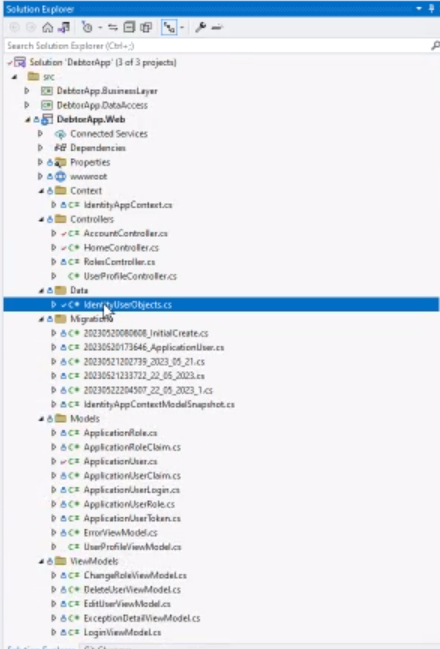 Solution Explorer
Search Solution Explorer (Ctrl+;)
Solution 'DebtorApp' (3 of 3 projects)
src
DebtorApp.BusinessLayer
DebtorApp.DataAccess
DebtorApp.Web
Connected Services
Dependencies
Properties
wwwroot
Context
C# IdentityAppContext.cs
Controllers
C# AccountController.cs
C# HomeController.cs
C# RolesController.cs
C# UserProfileController.cs
Data
C# IdentityUserObjects.cs
Migrations
C# 20230520080608_InitialCreate.cs
C# 20230520173646_ApplicationUser.cs
C# 20230521202739_2023_05_21.cs
C# 20230521233722_22_05_2023.cs
C# 20230522204507_22_05_2023_1.cs
C# IdentityAppContextModelSnapshot.cs
Models
C# ApplicationRole.cs
C# ApplicationRoleClaim.cs
C# ApplicationUser.cs
C# ApplicationUserClaim.cs
C# ApplicationUserLogin.cs
C# ApplicationUserRole.cs
C# ApplicationUserToken.cs
C# ErrorViewModel.cs
C# UserProfileViewModel.cs
ViewModels
C# ChangeRoleViewModel.cs
C# DeleteUserViewModel.cs
C# EditUserViewModel.cs
C# ExceptionDetailViewModel.cs
C# LoginViewModel.cs